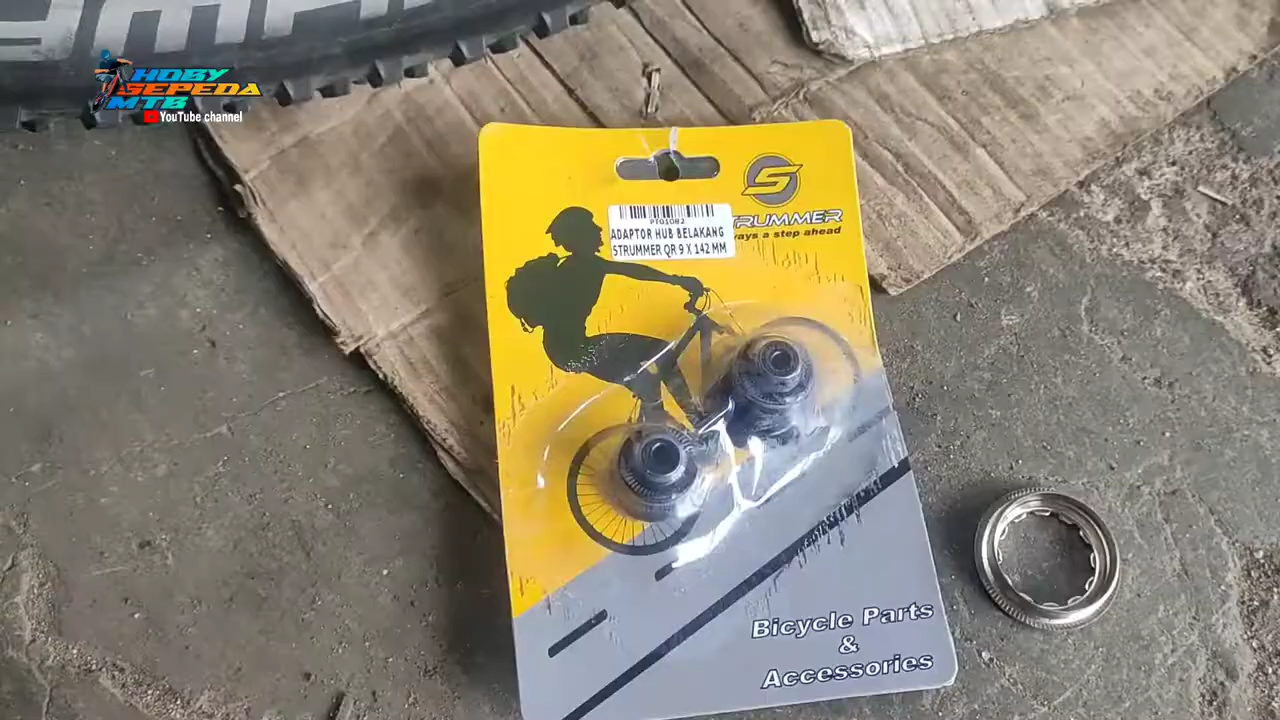 HOBY
SEPEDA
MTB
YouTube channel
S
TRUMMER
ways a step ahead
PT01082
ADAPTOR HUB BELAKANG
STRUMMER QR 9 X 142 MM
Bicycle Parts
&
Accessories